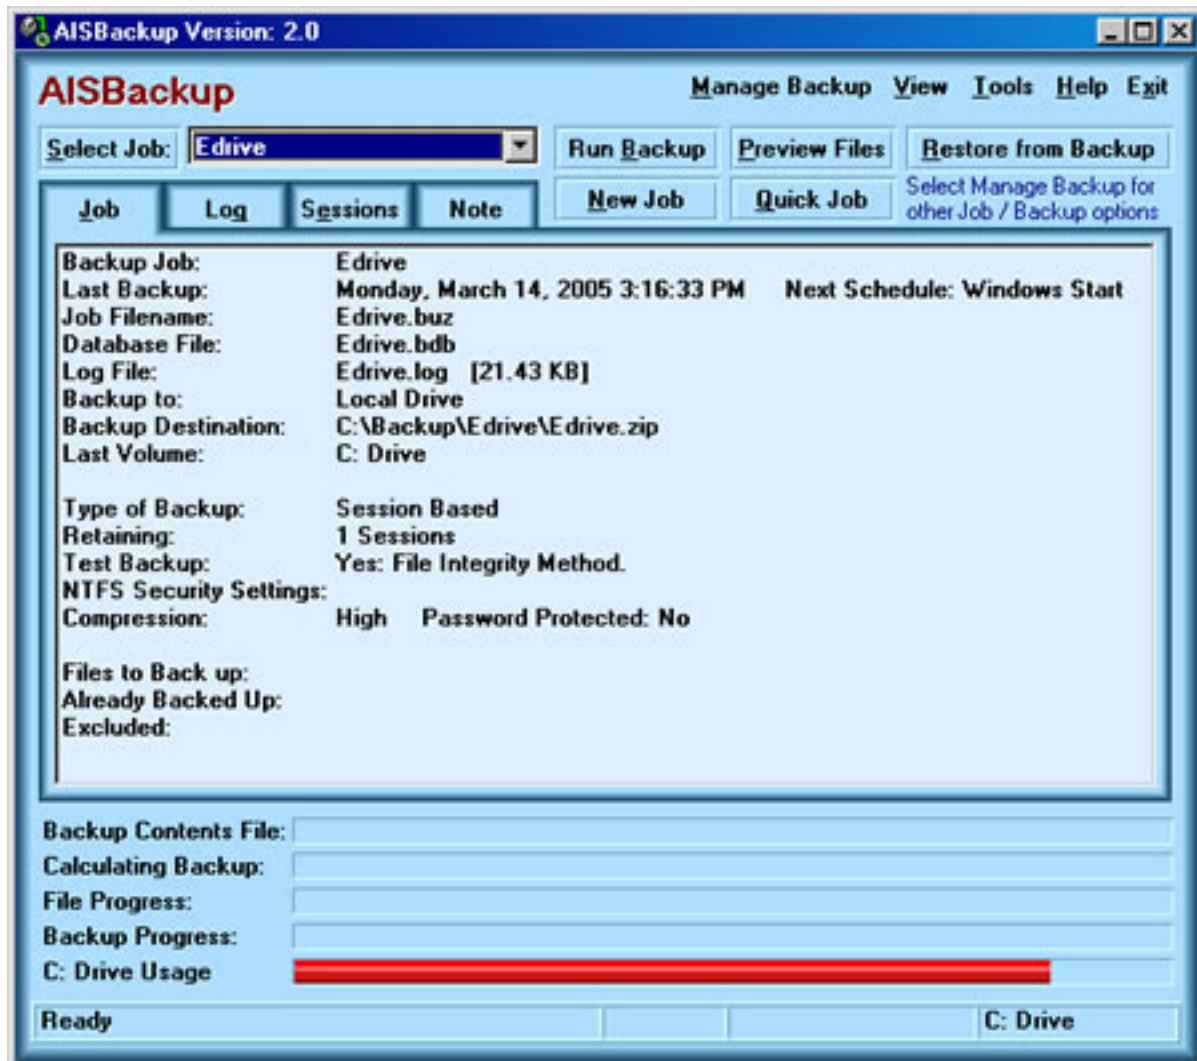 AISBackup Version: 2.0
AISBackup
Manage Backup View Tools Help Exit
Select Job: Edrive Run Backup Preview Files Restore from Backup
Job Log Sessions Note New Job Quick Job Select Manage Backup for
other Job / Backup options
Backup Job: Edrive
Last Backup: Monday, March 14, 2005 3:16:33 PM Next Schedule: Windows Start
Job Filename: Edrive.buz
Database File: Edrive.bdb
Log File: Edrive.log [21.43 KB]
Backup to: Local Drive
Backup Destination: C:\Backup\Edrive\Edrive.zip
Last Volume: C: Drive
Type of Backup: Session Based
Retaining: 1 Sessions
Test Backup: Yes: File Integrity Method.
NTFS Security Settings:
Compression: High Password Protected: No
Files to Back up:
Already Backed Up:
Excluded:
Backup Contents File:
Calculating Backup:
File Progress:
Backup Progress:
C: Drive Usage
Ready C: Drive